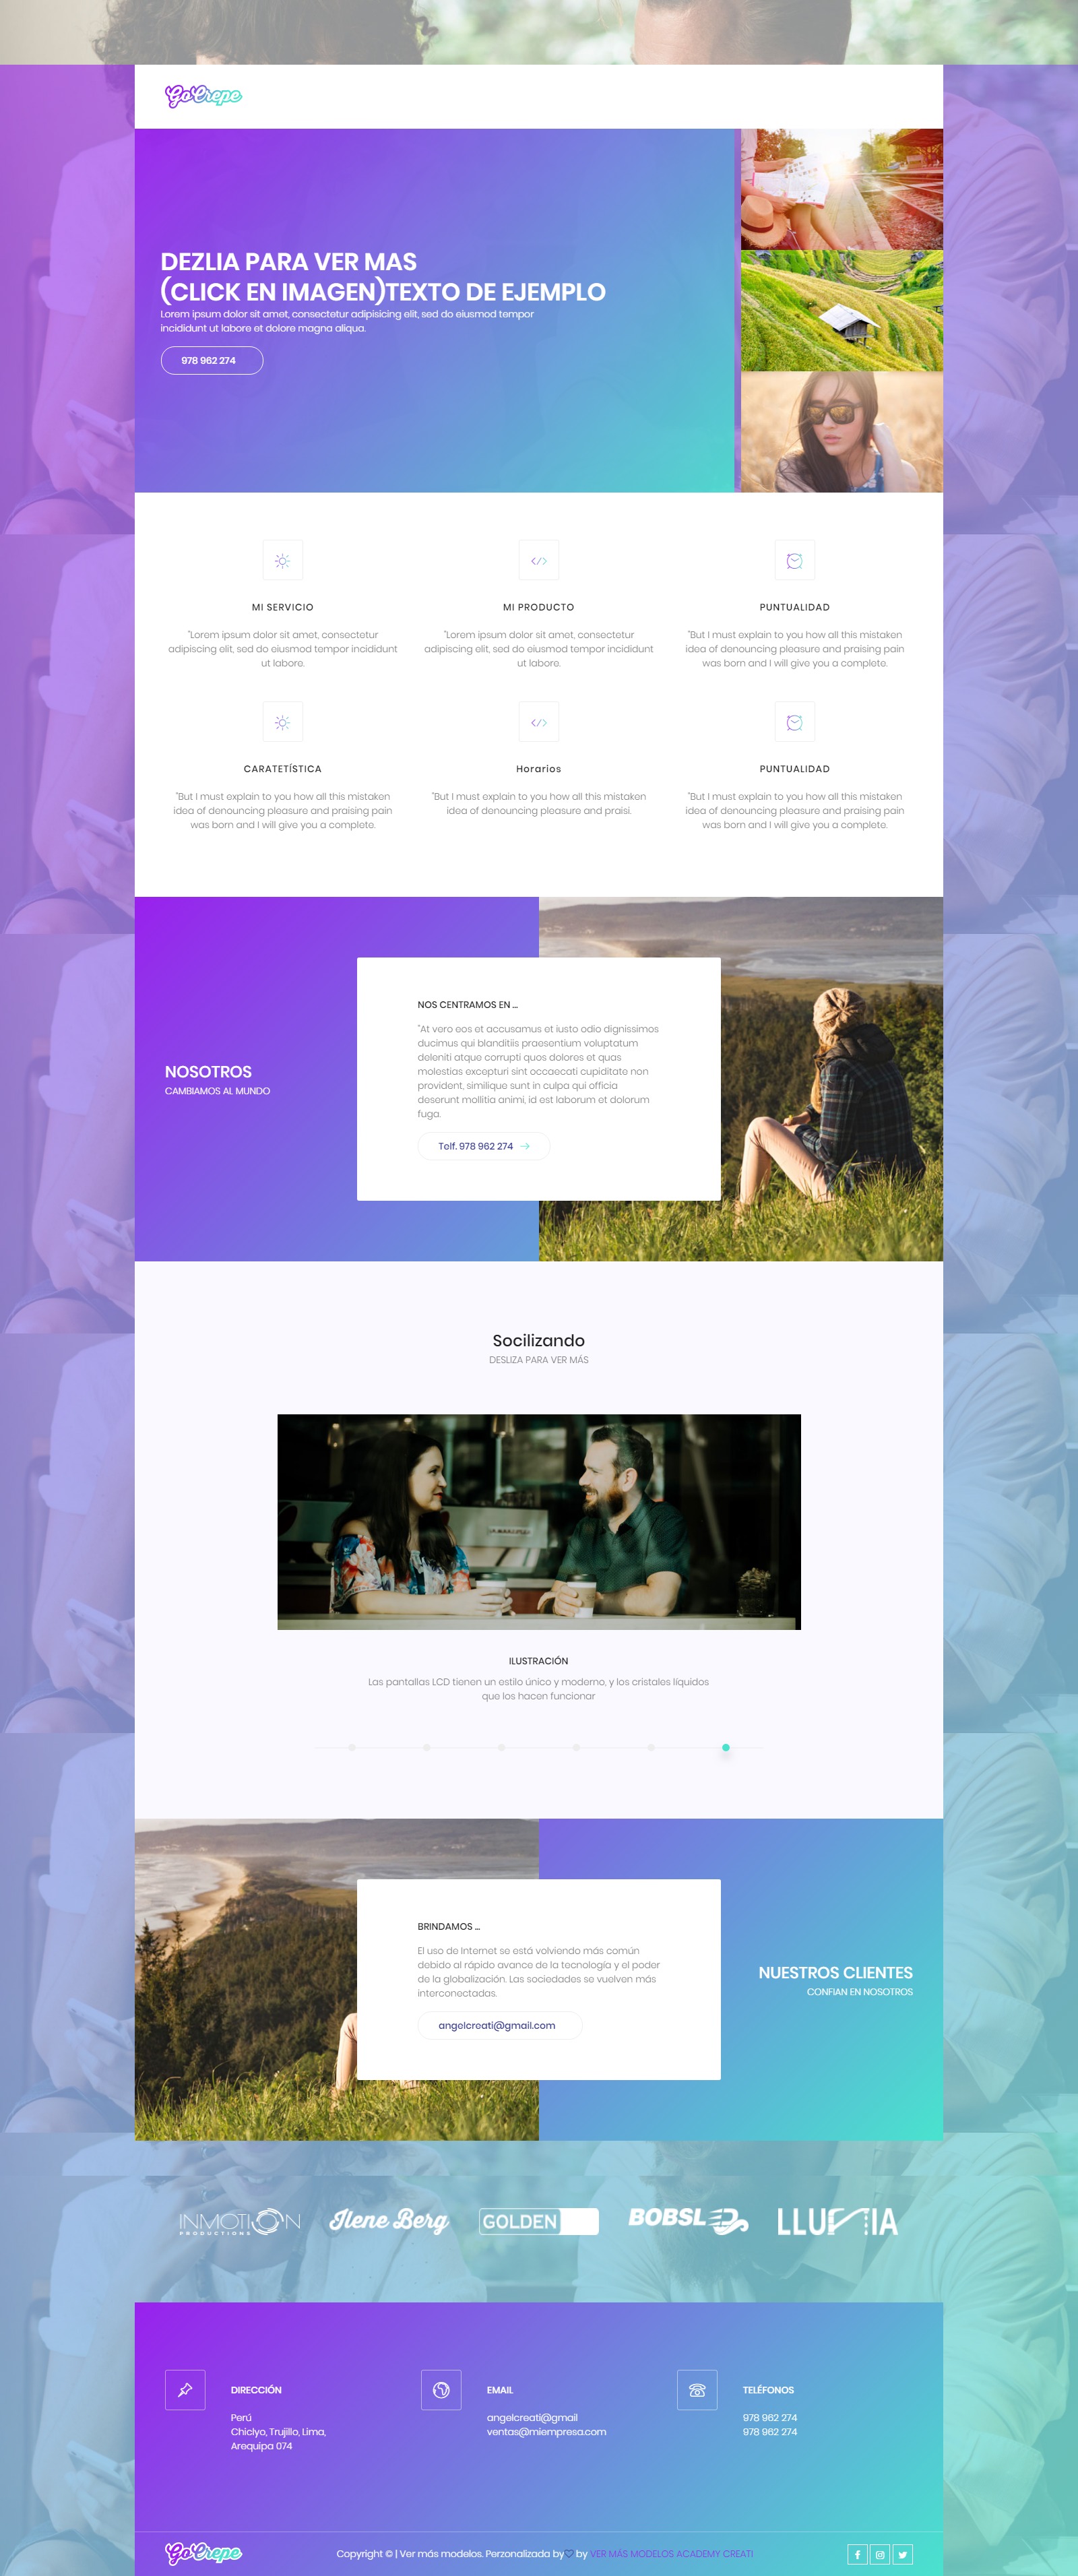 GoCrepe
DEZLIA PARA VER MAS
(CLICK EN IMAGEN)TEXTO DE EJEMPLO
Lorem ipsum dolor sit amet, consectetur adipisicing elit, sed do eiusmod tempor
incididunt ut labore et dolore magna aliqua.
978 962 274
MI SERVICIO
"Lorem ipsum dolor sit amet, consectetur
adipiscing elit, sed do eiusmod tempor incididunt
ut labore.
MI PRODUCTO
"Lorem ipsum dolor sit amet, consectetur
adipiscing elit, sed do eiusmod tempor incididunt
ut labore.
PUNTUALIDAD
"But I must explain to you how all this mistaken
idea of denouncing pleasure and praising pain
was born and I will give you a complete.
CARATETÍSTICA
"But I must explain to you how all this mistaken
idea of denouncing pleasure and praising pain
was born and I will give you a complete.
Horarios
"But I must explain to you how all this mistaken
idea of denouncing pleasure and praisi.
PUNTUALIDAD
"But I must explain to you how all this mistaken
idea of denouncing pleasure and praising pain
was born and I will give you a complete.
NOSOTROS
CAMBIAMOS AL MUNDO
NOS CENTRAMOS EN ...
"At vero eos et accusamus et iusto odio dignissimos
ducimus qui blanditiis praesentium voluptatum
deleniti atque corrupti quos dolores et quas
molestias excepturi sint occaecati cupiditate non
provident, similique sunt in culpa qui officia
deserunt mollitia animi, id est laborum et dolorum
fuga.
Telf. 978 962 274
Socilizando
DESLIZA PARA VER MÁS
ILUSTRACIÓN
Las pantallas LCD tienen un estilo único y moderno, y los cristales líquidos
que los hacen funcionar
BRINDAMOS ...
El uso de Internet se está volviendo más común
debido al rápido avance de la tecnología y el poder
de la globalización. Las sociedades se vuelven más
interconectadas.
angelcreati@gmail.com
NUESTROS CLIENTES
CONFIAN EN NOSOTROS
INMOTION
PRODUCTIONS
Ilene Berg
GOLDEN
BOBSLED
DIRECCIÓN
Perú
Chiclyo, Trujillo, Lima,
Arequipa 074
EMAIL
angelcreati@gmail
ventas@miempresa.com
TELÉFONOS
978 962 274
978 962 274
GoCrepe
Copyright © | Ver más modelos. Perzonalizada by♡ by VER MÁS MODELOS ACADEMY CREATI